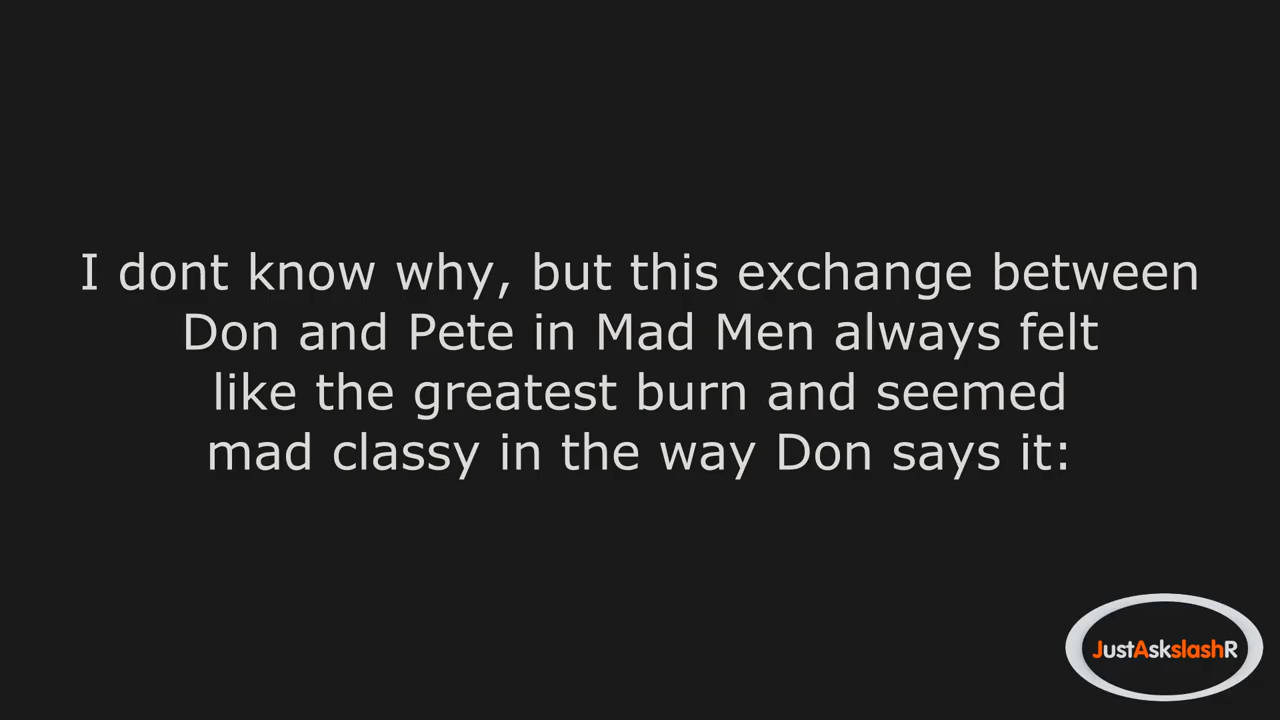 I dont know why, but this exchange between
Don and Pete in Mad Men always felt
like the greatest burn and seemed
mad classy in the way Don says it:
JustAskslashR